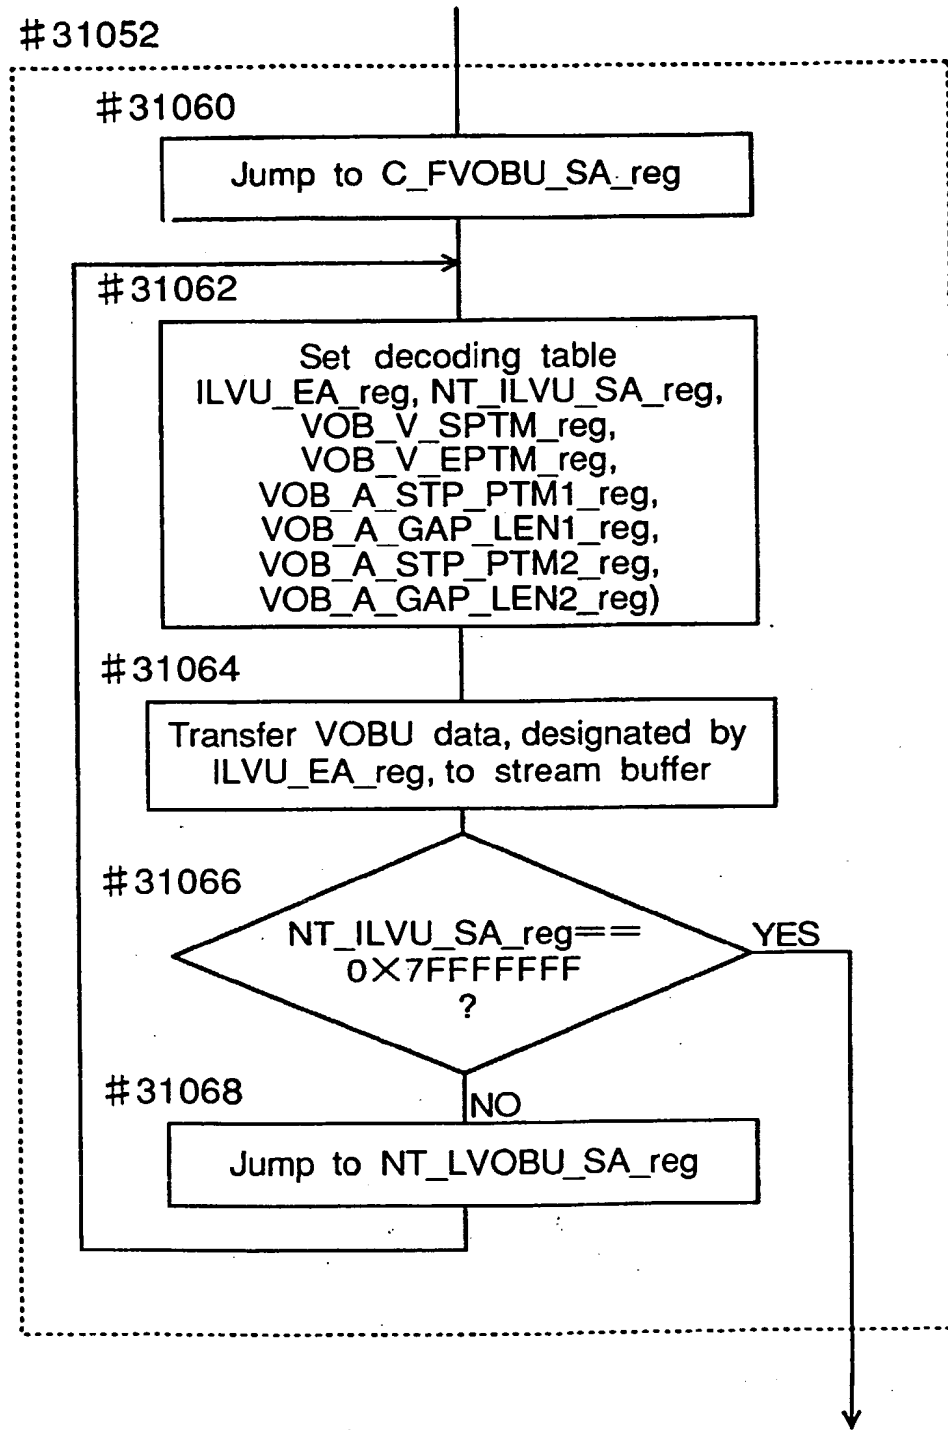 #31052
#31060
Jump to C_FVOBU_SA_reg
#31062
Set decoding table
ILVU_EA_reg, NT_ILVU_SA_reg,
VOB_V_SPTM_reg,
VOB_V_EPTM_reg,
VOB_A_STP_PTM1_reg,
VOB_A_GAP_LEN1_reg,
VOB_A_STP_PTM2_reg,
VOB_A_GAP_LEN2_reg)
#31064
Transfer VOBU data, designated by
ILVU_EA_reg, to stream buffer
#31066
NT_ILVU_SA_reg==
0X7FFFFFFF
?
YES
#31068
NO
Jump to NT_LVOBU_SA_reg